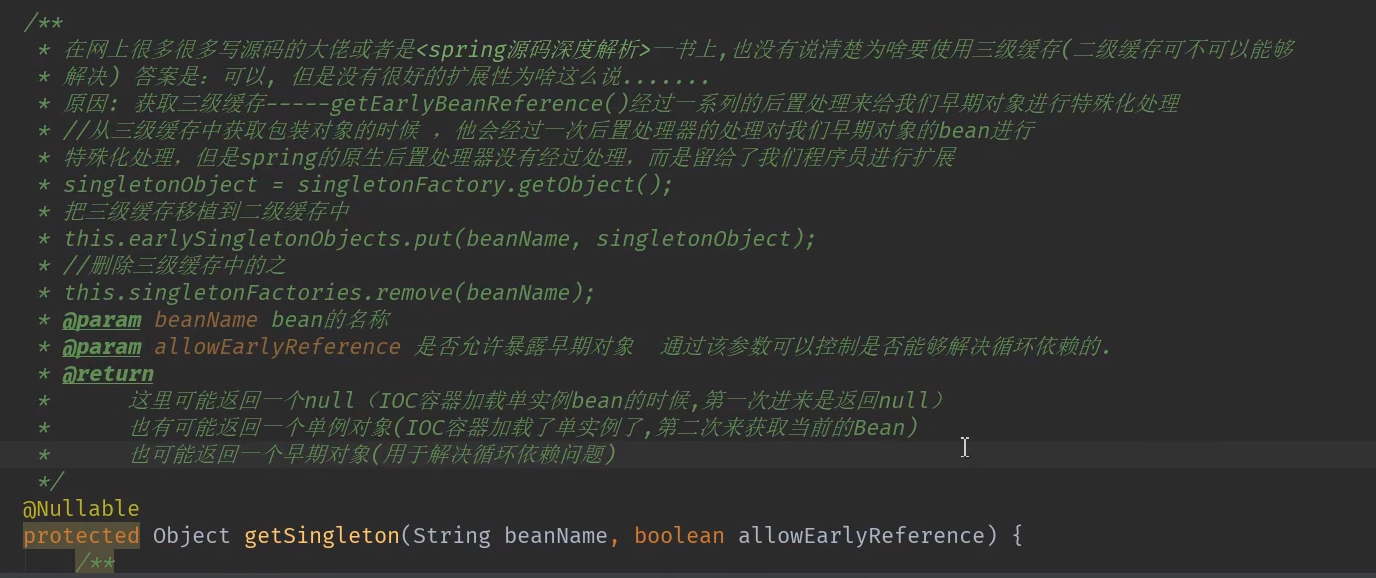 /**
* 在网上很多很多写源码的大佬或者是<spring源码深度解析>一书上,也没有说清楚为啥要使用三级缓存(二级缓存可不可以能够
* 解决) 答案是: 可以, 但是没有很好的扩展性为啥这么说.......
* 原因: 获取三级缓存-----getEarlyBeanReference()经过一系列的后置处理来给我们早期对象进行特殊化处理
* //从三级缓存中获取包装对象的时候 ，他会经过一次后置处理器的处理对我们早期对象的bean进行
* 特殊化处理，但是spring的原生后置处理器没有经过处理，而是留给了我们程序员进行扩展
* singletonObject = singletonFactory.getObject();
* 把三级缓存移植到二级缓存中
* this.earlySingletonObjects.put(beanName, singletonObject);
* //删除三级缓存中的之
* this.singletonFactories.remove(beanName);
* @param beanName bean的名称
* @param allowEarlyReference 是否允许暴露早期对象 通过该参数可以控制是否能够解决循环依赖的.
* @return
* 这里可能返回一个null（IOC容器加载单实例bean的时候,第一次进来是返回null）
* 也有可能返回一个单例对象(IOC容器加载了单实例了,第二次来获取当前的Bean)
* 也可能返回一个早期对象(用于解决循环依赖问题)
*/
@Nullable
protected Object getSingleton(String beanName, boolean allowEarlyReference) {
/**